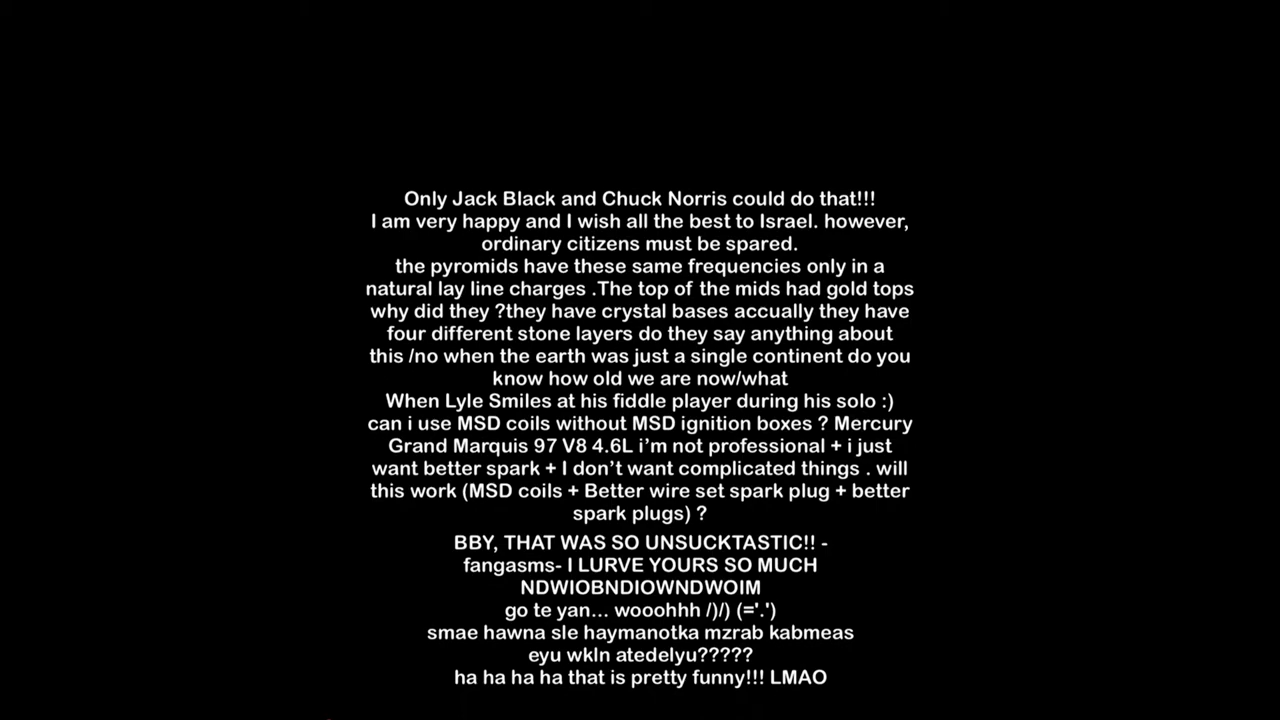 Only Jack Black and Chuck Norris could do that!!!
I am very happy and I wish all the best to Israel. however,
ordinary citizens must be spared.
the pyromids have these same frequencies only in a
natural lay line charges .The top of the mids had gold tops
why did they ?they have crystal bases accually they have
four different stone layers do they say anything about
this /no when the earth was just a single continent do you
know how old we are now/what
When Lyle Smiles at his fiddle player during his solo :)
can i use MSD coils without MSD ignition boxes ? Mercury
Grand Marquis 97 V8 4.6L i’m not professional + i just
want better spark + I don’t want complicated things . will
this work (MSD coils + Better wire set spark plug + better
spark plugs) ?
BBY, THAT WAS SO UNSUCKTASTIC!! -
fangasms- I LURVE YOURS SO MUCH
NDWIOBNDIOWNDWOIM
go te yan... wooohhh /)/) (='.')
smae hawna sle haymanotka mzrab kabmeas
eyu wkln atedelyu?????
ha ha ha ha that is pretty funny!!! LMAO